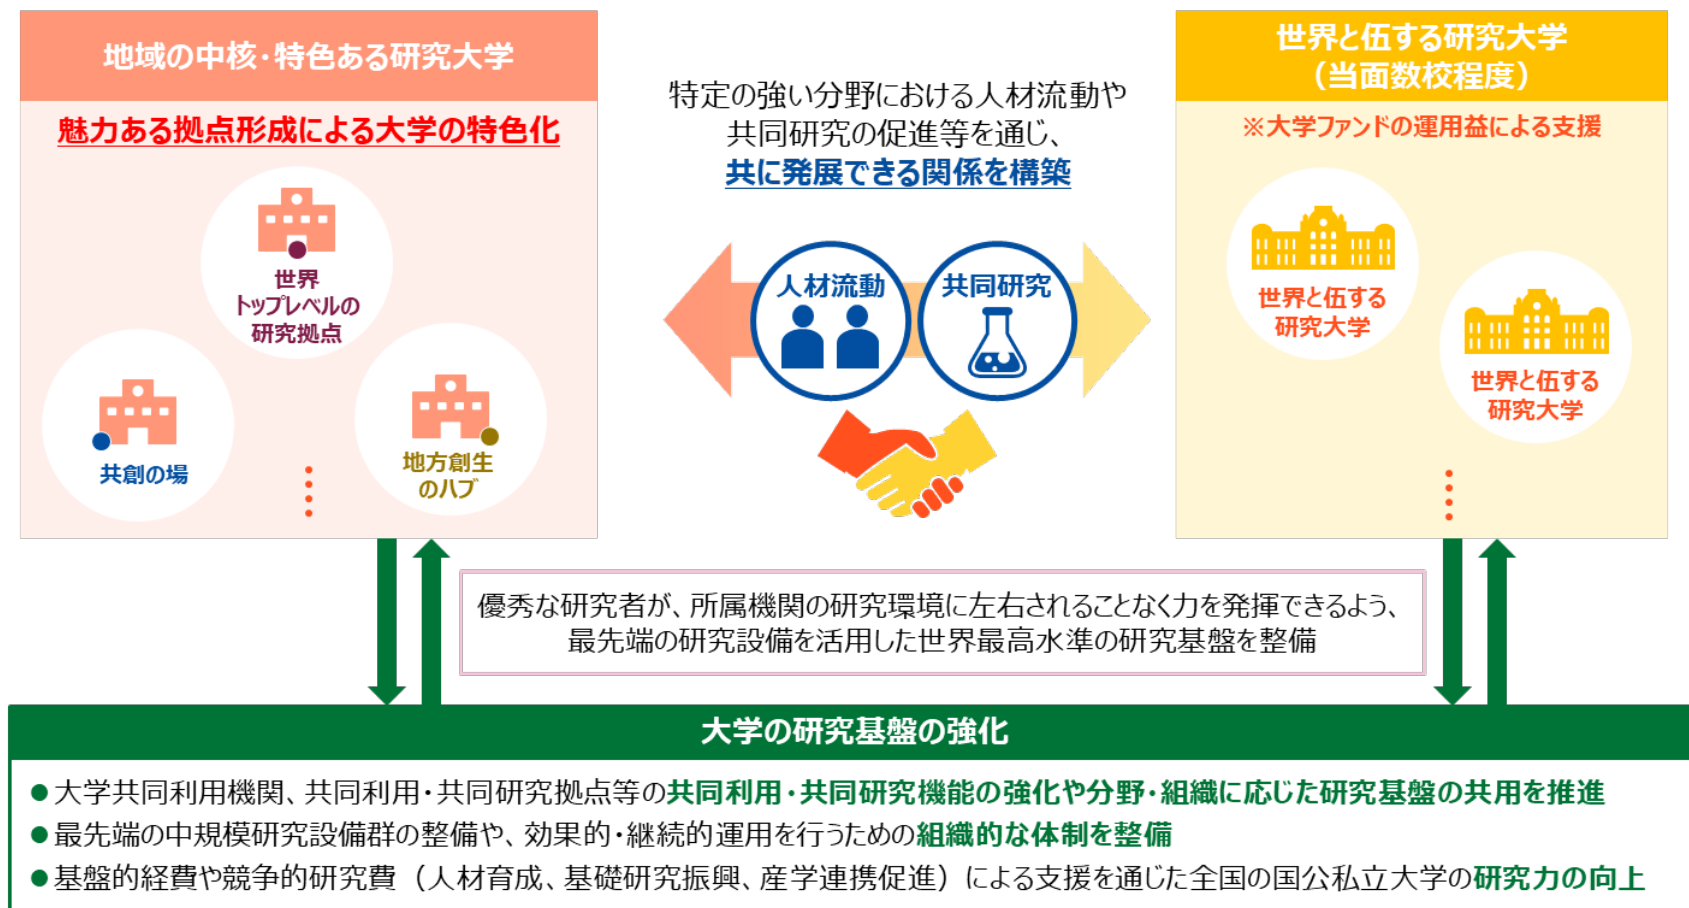 地域の中核・特色ある研究大学
魅力ある拠点形成による大学の特色化
世界
トップレベルの
研究拠点
共創の場
地方創生
のハブ
特定の強い分野における人材流動や
共同研究の促進等を通じ、
共に発展できる関係を構築
人材流動
共同研究
世界と伍する研究大学
（当面数校程度）
※大学ファンドの運用益による支援
世界と伍する
研究大学
世界と伍する
研究大学
優秀な研究者が、所属機関の研究環境に左右されることなく力を発揮できるよう、
最先端の研究設備を活用した世界最高水準の研究基盤を整備
大学の研究基盤の強化
●大学共同利用機関、共同利用・共同研究拠点等の共同利用・共同研究機能の強化や分野・組織に応じた研究基盤の共用を推進
●最先端の中規模研究設備群の整備や、効果的・継続的運用を行うための組織的な体制を整備
●基盤的経費や競争的研究費（人材育成、基礎研究振興、産学連携促進）による支援を通じた全国の国公私立大学の研究力の向上